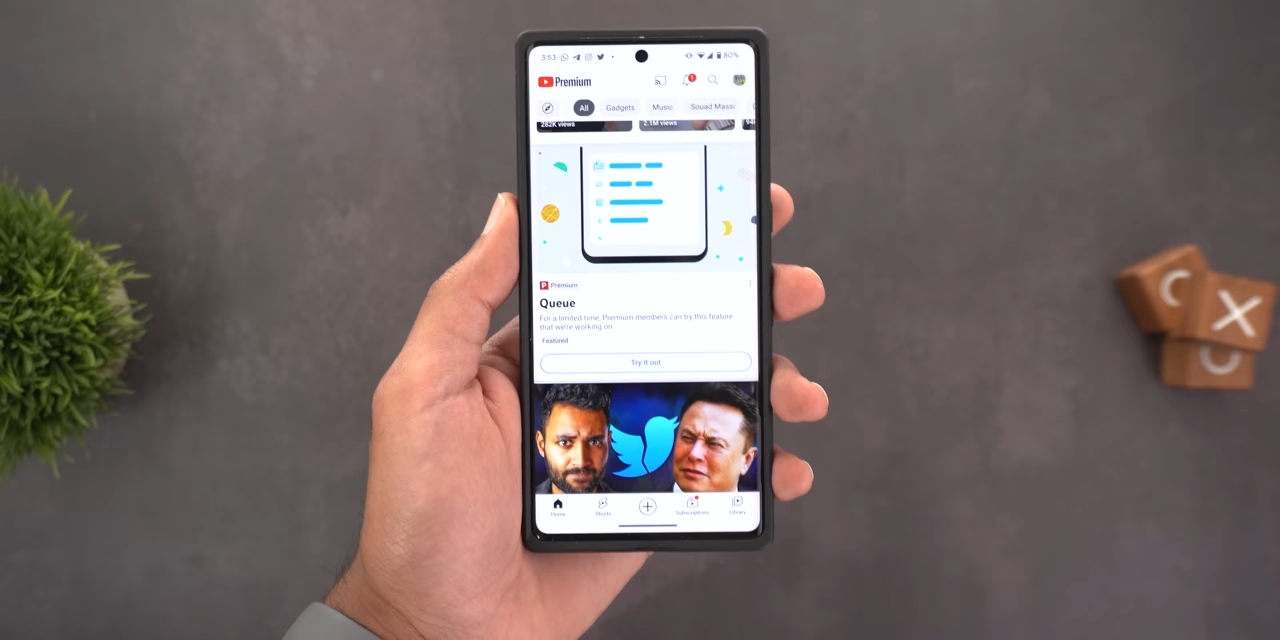 3:53
80%
Premium
1
All Gadgets Music Souad Massi
282K views
2.1M views
Premium
Queue
For a limited time, Premium members can try this feature
that we're working on
Featured
Try it out
Home
Shorts
Subscriptions
Library
C
X